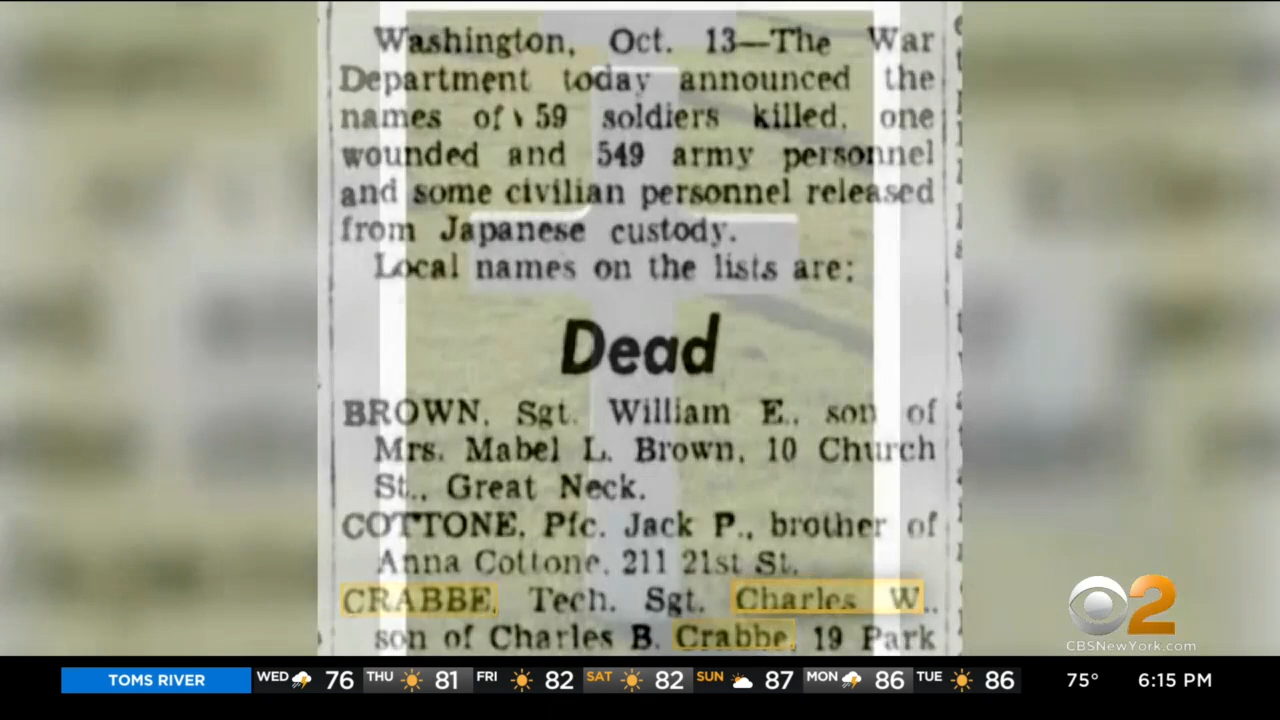 Washington, Oct. 13—The War
Department today announced the
names of 59 soldiers killed, one
wounded and 549 army personnel
and some civilian personnel released
from Japanese custody.
Local names on the lists are:
Dead
BROWN, Sgt. William E., son of
Mrs. Mabel L. Brown, 10 Church
St., Great Neck.
COTTONE, Pfc. Jack P., brother of
Anna Cottone, 211 21st St.
CRABBE, Tech. Sgt. Charles W.,
son of Charles B. Crabbe, 19 Park
2
CBSNewYork.com
TOMS RIVER WED 76 THU 81 FRI 82 SAT 82 SUN 87 MON 86 TUE 86 75° 6:15 PM